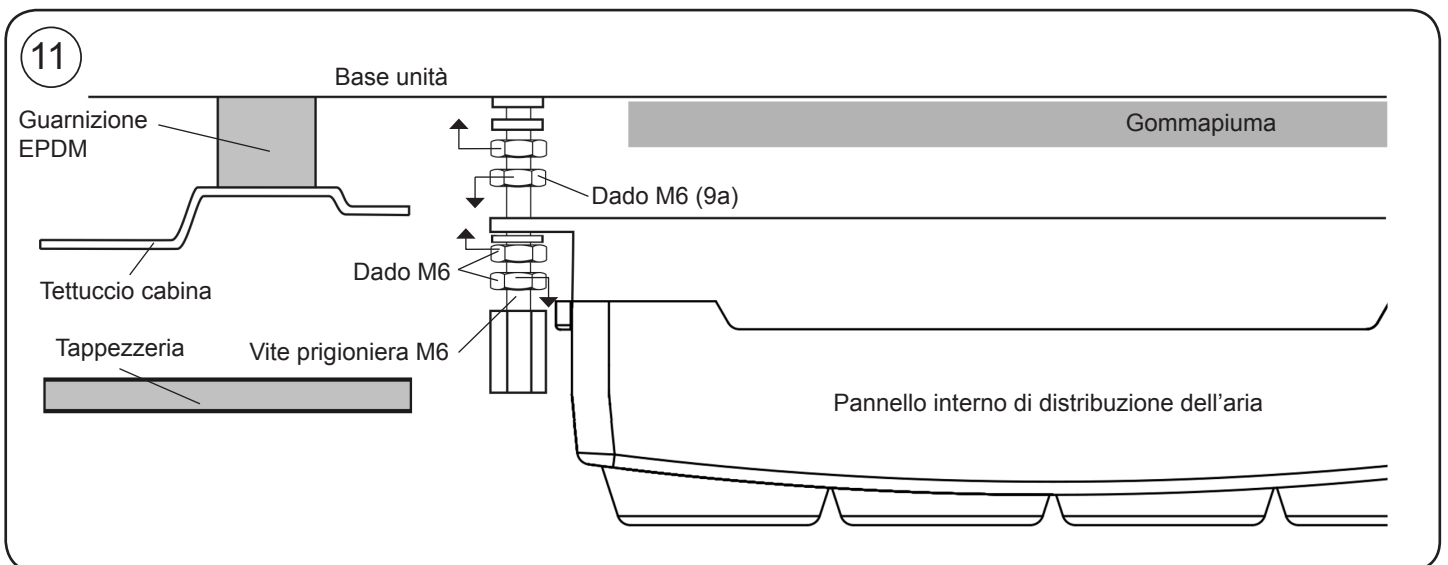 11
Base unità
Guarnizione
EPDM
Gommapiuma
Dado M6 (9a)
Dado M6
Tettuccio cabina
Tappezzeria
Vite prigioniera M6
Pannello interno di distribuzione dell’aria